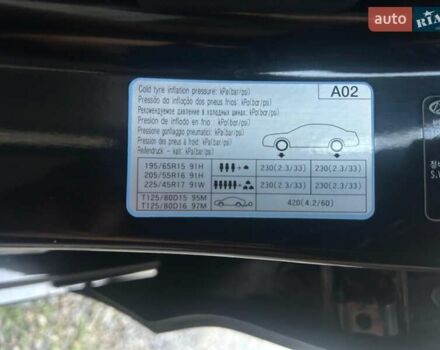 auto RIA
Cold tyre inflation pressure: kPa(bar/psi)
A02
Pressão da inflação dos pneus frios: kPa(bar/psi)
Рекомендуемое давление в холодных шинах: kPa(bar/psi)
Presion de inflado en frio: kPa(bar/psi)
Pressione gonfiaggio pneumatici: kPa(bar/psi)
Pression des pneus à froid: kPa(bar/psi)
Reifendruck - kalt: kPa(bar/psi)
195/65R15 91H
205/55R16 91H
225/45R17 91W
230(2.3/33) 230(2.3/33)
230(2.3/33) 230(2.3/33)
T125/80D15 95M
T125/80D16 97M
420(4.2/60)
S.W